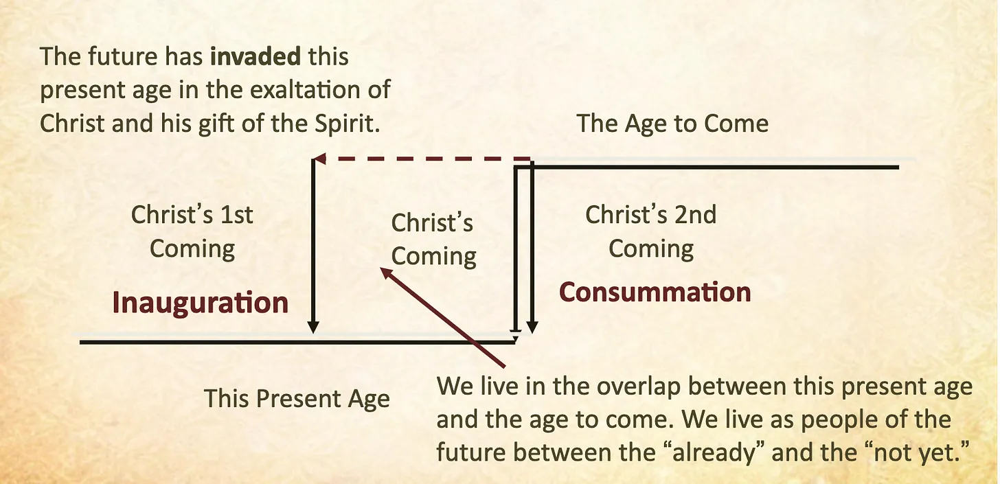 The future has invaded this
present age in the exaltation of
Christ and his gift of the Spirit.
The Age to Come
Christ’s 1st
Coming
Inauguration
Christ’s
Coming
Christ’s 2nd
Coming
Consummation
This Present Age
We live in the overlap between this present age
and the age to come. We live as people of the
future between the “already” and the “not yet.”